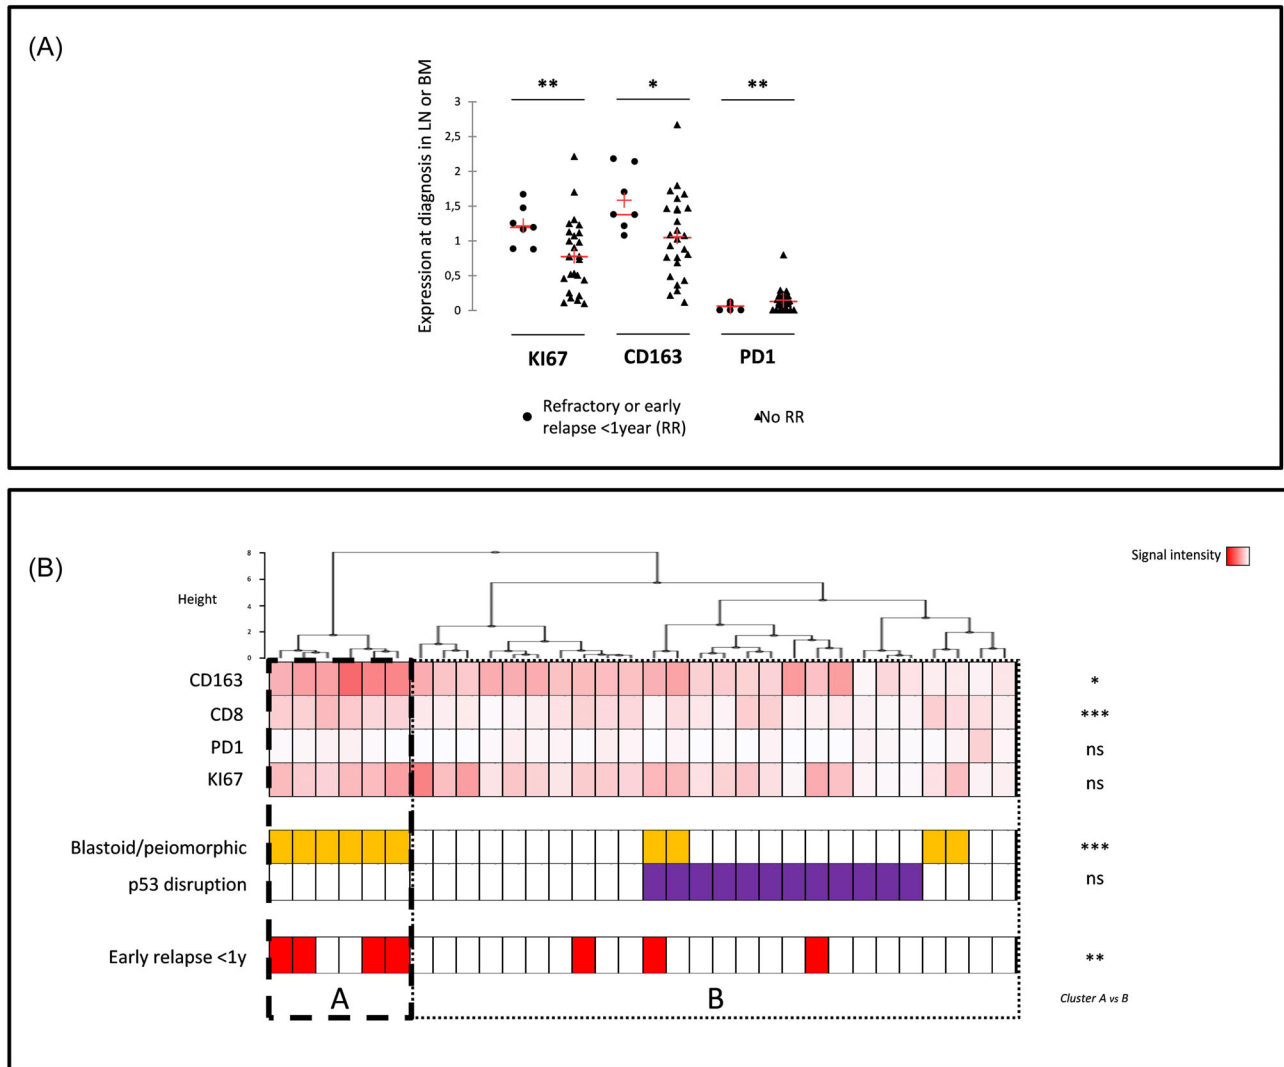 (A)
Expression at diagnosis in LN or BM
** * **
3
2,5
2
1,5
1
0,5
0
KI67 CD163 PD1
Refractory or early
relapse <1year (RR)
No RR
(B)
Signal intensity
Height
8
6
4
2
0
CD163 *
CD8 ***
PD1 ns
KI67 ns
Blastoid/peiomorphic ***
p53 disruption ns
Early relapse <1y **
A B
Cluster A vs B